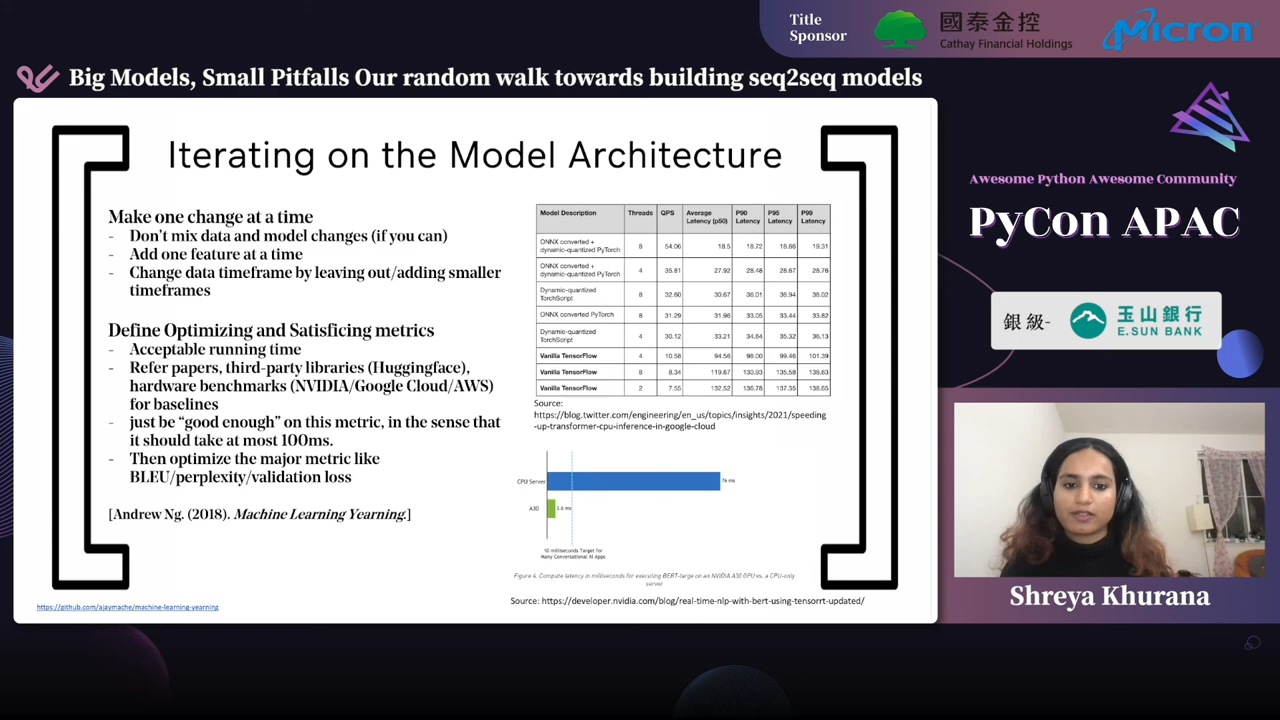 Title
Sponsor
國泰金控
Cathay Financial Holdings
Micron
Big Models, Small Pitfalls Our random walk towards building seq2seq models
Awesome Python Awesome Community
PyCon APAC
銀級-
玉山銀行
E.SUN BANK
Iterating on the Model Architecture
Make one change at a time
- Don't mix data and model changes (if you can)
- Add one feature at a time
- Change data timeframe by leaving out/adding smaller
timeframes
Define Optimizing and Satisficing metrics
- Acceptable running time
- Refer papers, third-party libraries (Huggingface),
hardware benchmarks (NVIDIA/Google Cloud/AWS)
for baselines
- just be “good enough” on this metric, in the sense that
it should take at most 100ms.
- Then optimize the major metric like
BLEU/perplexity/validation loss
[Andrew Ng. (2018). Machine Learning Yearning.]
https://github.com/ajaymache/machine-learning-yearning
Model Description Threads QPS Average Latency (p50) P90 Latency P95 Latency P99 Latency
ONNX converted + dynamic-quantized PyTorch 8 54.06 18.5 18.72 18.86 19.31
ONNX converted + dynamic-quantized PyTorch 4 35.81 27.92 28.48 28.67 28.76
Dynamic-quantized TorchScript 8 32.60 30.67 36.01 36.94 38.02
ONNX converted PyTorch 8 31.29 31.96 33.05 33.44 33.82
Dynamic-quantized TorchScript 4 30.12 33.21 34.64 35.32 36.13
Vanilla TensorFlow 4 10.58 94.56 98.00 99.46 101.39
Vanilla TensorFlow 8 8.34 119.87 130.93 135.58 138.63
Vanilla TensorFlow 2 7.55 132.52 136.78 137.35 138.65
Source:
https://blog.twitter.com/engineering/en_us/topics/insights/2021/speeding
-up-transformer-cpu-inference-in-google-cloud
CPU Server
76 ms
A30
3.6 ms
10 milliseconds Target for
Many Conversational AI Apps
Figure 4. Compute latency in milliseconds for executing BERT-large on an NVIDIA A30 GPU vs. a CPU-only
server
Source: https://developer.nvidia.com/blog/real-time-nlp-with-bert-using-tensorrt-updated/
Shreya Khurana